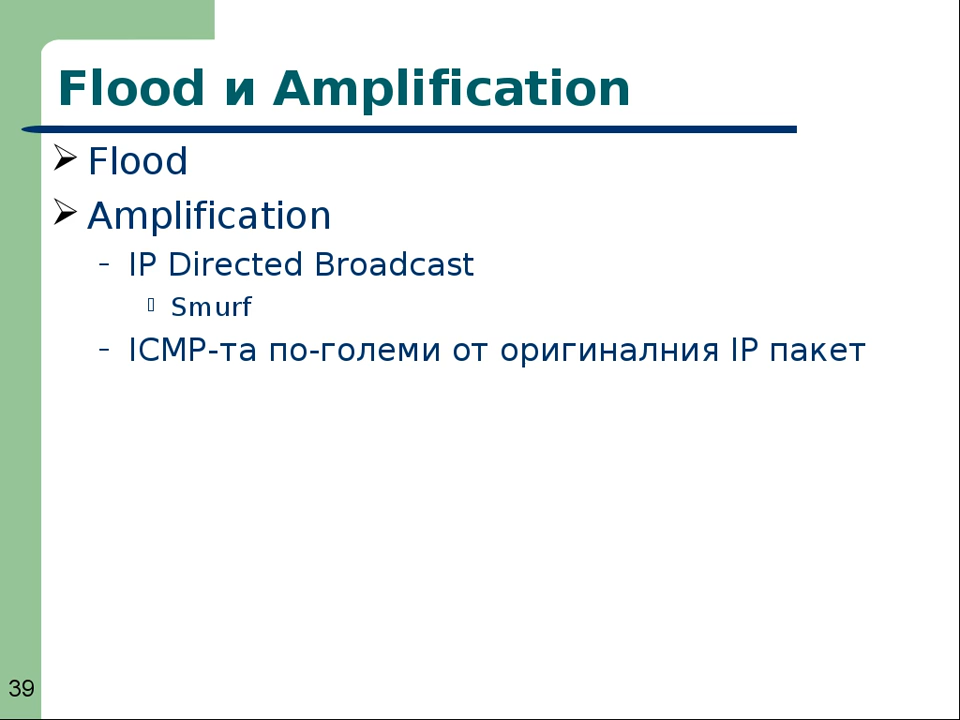 Flood и Amplification
Flood
Amplification
– IP Directed Broadcast
Smurf
– ICMP-та по-големи от оригиналния IP пакет
39